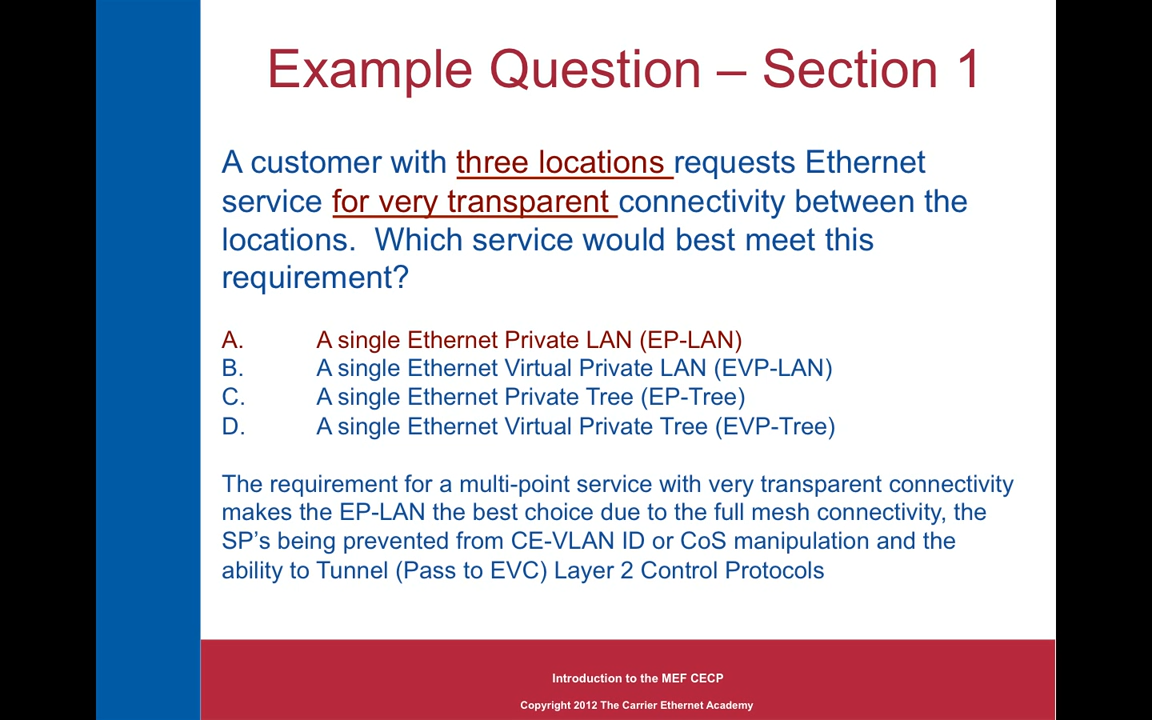 Example Question – Section 1
A customer with three locations requests Ethernet
service for very transparent connectivity between the
locations. Which service would best meet this
requirement?
A. A single Ethernet Private LAN (EP-LAN)
B. A single Ethernet Virtual Private LAN (EVP-LAN)
C. A single Ethernet Private Tree (EP-Tree)
D. A single Ethernet Virtual Private Tree (EVP-Tree)
The requirement for a multi-point service with very transparent connectivity
makes the EP-LAN the best choice due to the full mesh connectivity, the
SP's being prevented from CE-VLAN ID or CoS manipulation and the
ability to Tunnel (Pass to EVC) Layer 2 Control Protocols
Introduction to the MEF CECP
Copyright 2012 The Carrier Ethernet Academy